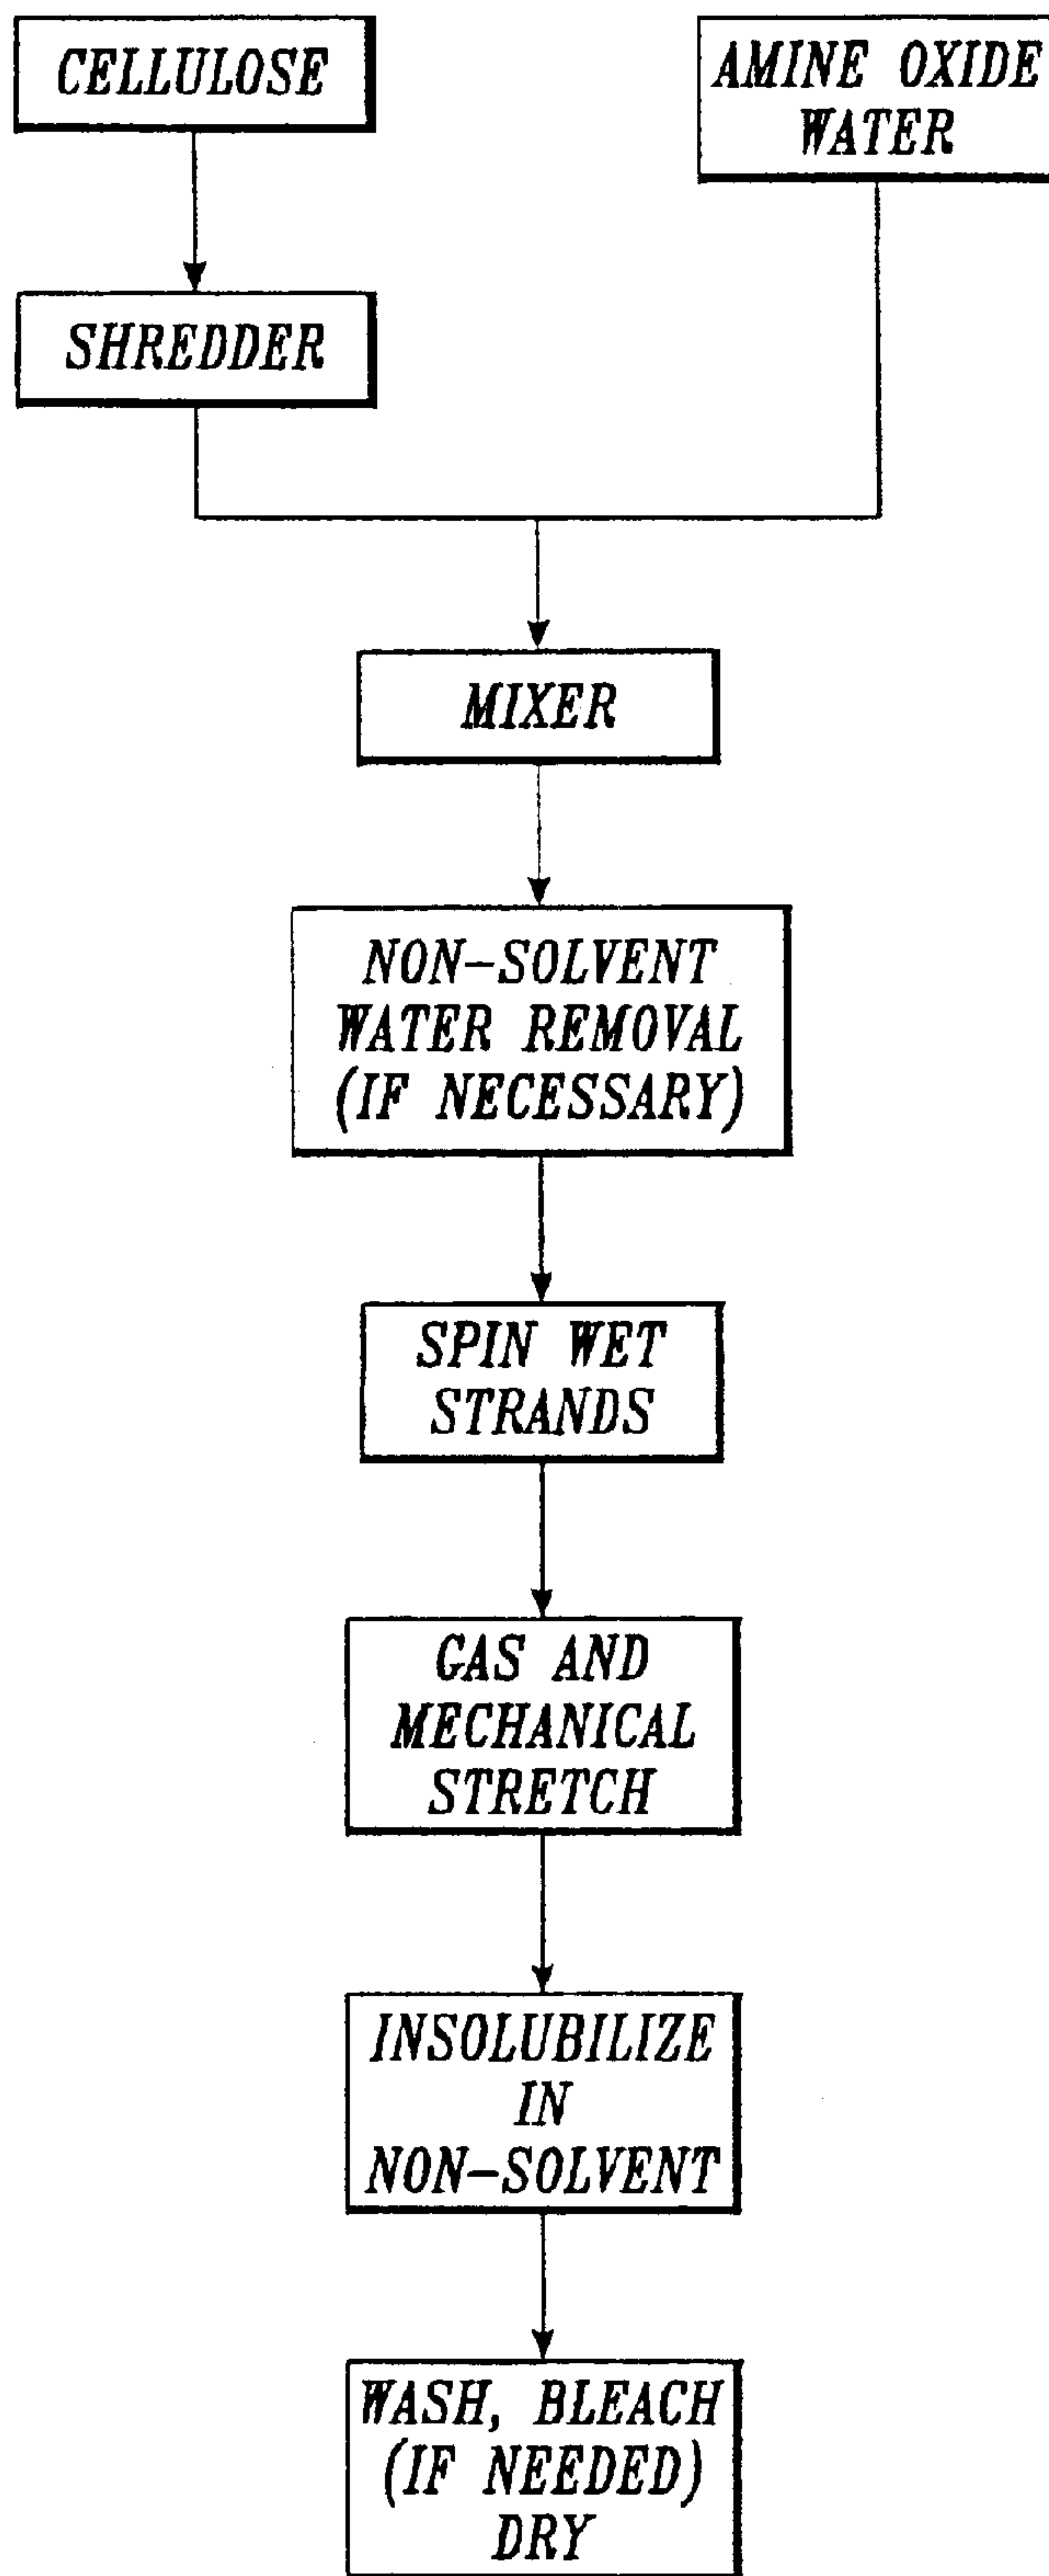 CELLULOSE
AMINE OXIDE
WATER
SHREDDER
MIXER
NON-SOLVENT
WATER REMOVAL
(IF NECESSARY)
SPIN WET
STRANDS
GAS AND
MECHANICAL
STRETCH
INSOLUBILIZE
IN
NON-SOLVENT
WASH, BLEACH
(IF NEEDED)
DRY